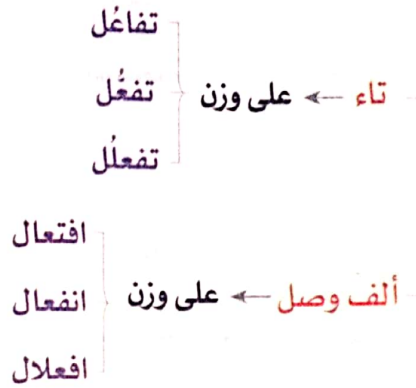 تفاعُل
تاء ← على وزن تفعُّل
تفعلُل
افتعال
ألف وصل ← على وزن انفعال
افعلال